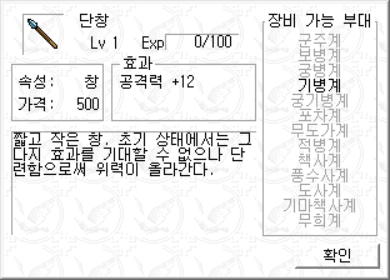 단창
Lv 1 Exp 0/100
속성: 창
가격: 500
효과
공격력 +12
짧고 작은 창. 초기 상태에서는 그
다지 효과를 기대할 수 없으나 단
련함으로써 위력이 올라간다.
장비 가능 부대
군주계
보병계
궁병계
기병계
궁기병계
포차계
무도가계
적병계
책사계
풍수사계
도사계
기마책사계
무희계
확인